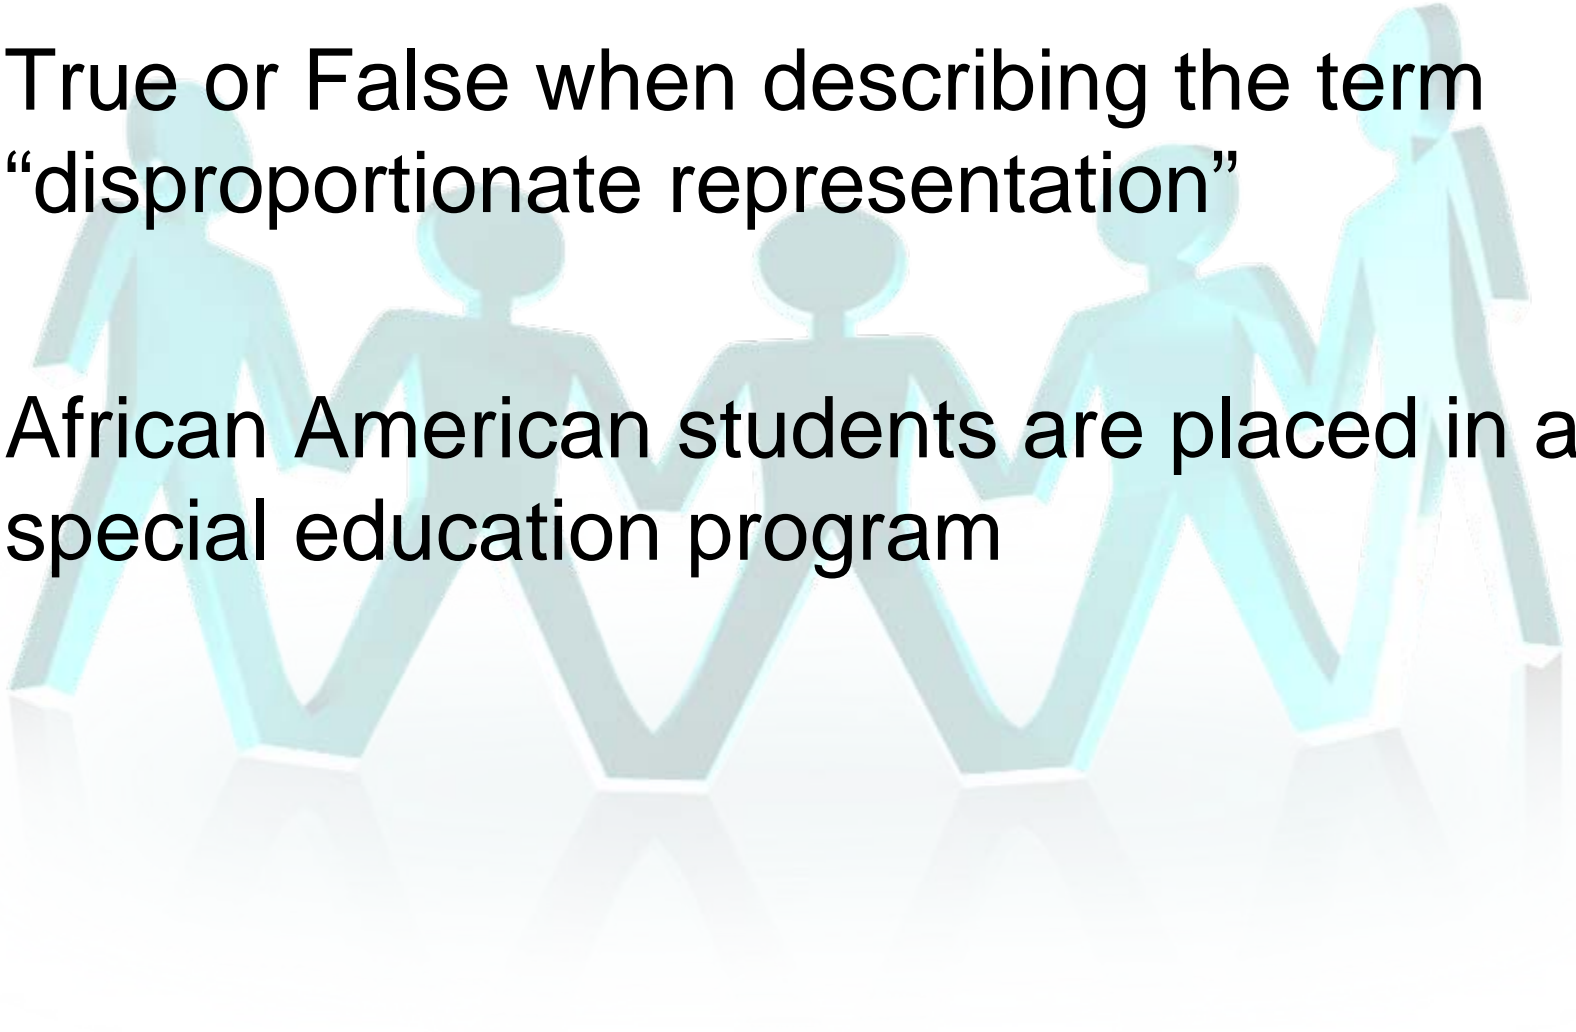 True or False when describing the term
“disproportionate representation”
African American students are placed in a
special education program